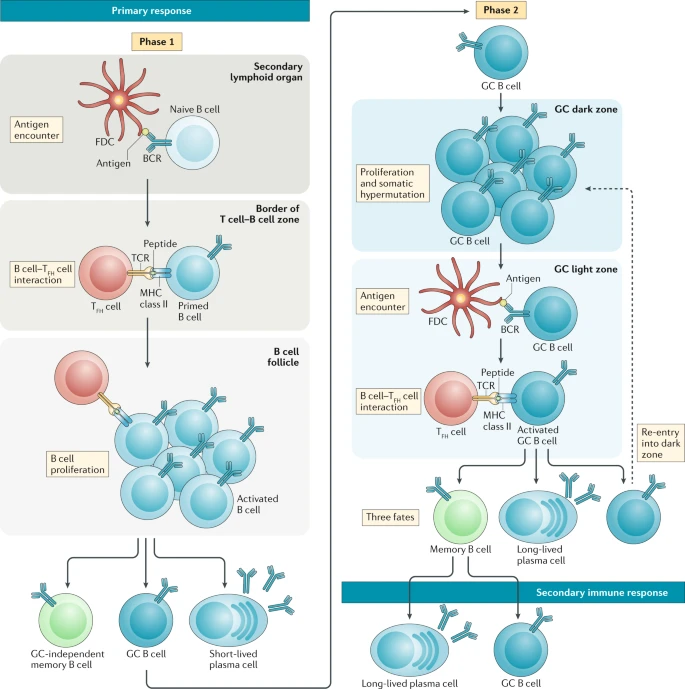 Primary response
Phase 1
Secondary
lymphoid organ
Antigen
encounter
FDC
Naive B cell
Antigen
BCR
Border of
T cell–B cell zone
B cell–TFH cell
interaction
Peptide
TCR
MHC
class II
TFH cell
Primed
B cell
B cell
follicle
B cell
proliferation
Activated
B cell
GC-independent
memory B cell
GC B cell
Short-lived
plasma cell
Phase 2
GC B cell
GC dark zone
Proliferation
and somatic
hypermutation
GC B cell
GC light zone
Antigen
encounter
Antigen
FDC
BCR
GC B cell
B cell–TFH cell
interaction
Peptide
TCR
MHC
class II
TFH cell
Activated
GC B cell
Re-entry
into dark
zone
Three fates
Memory B cell
Long-lived
plasma cell
Secondary immune response
Long-lived plasma cell
GC B cell